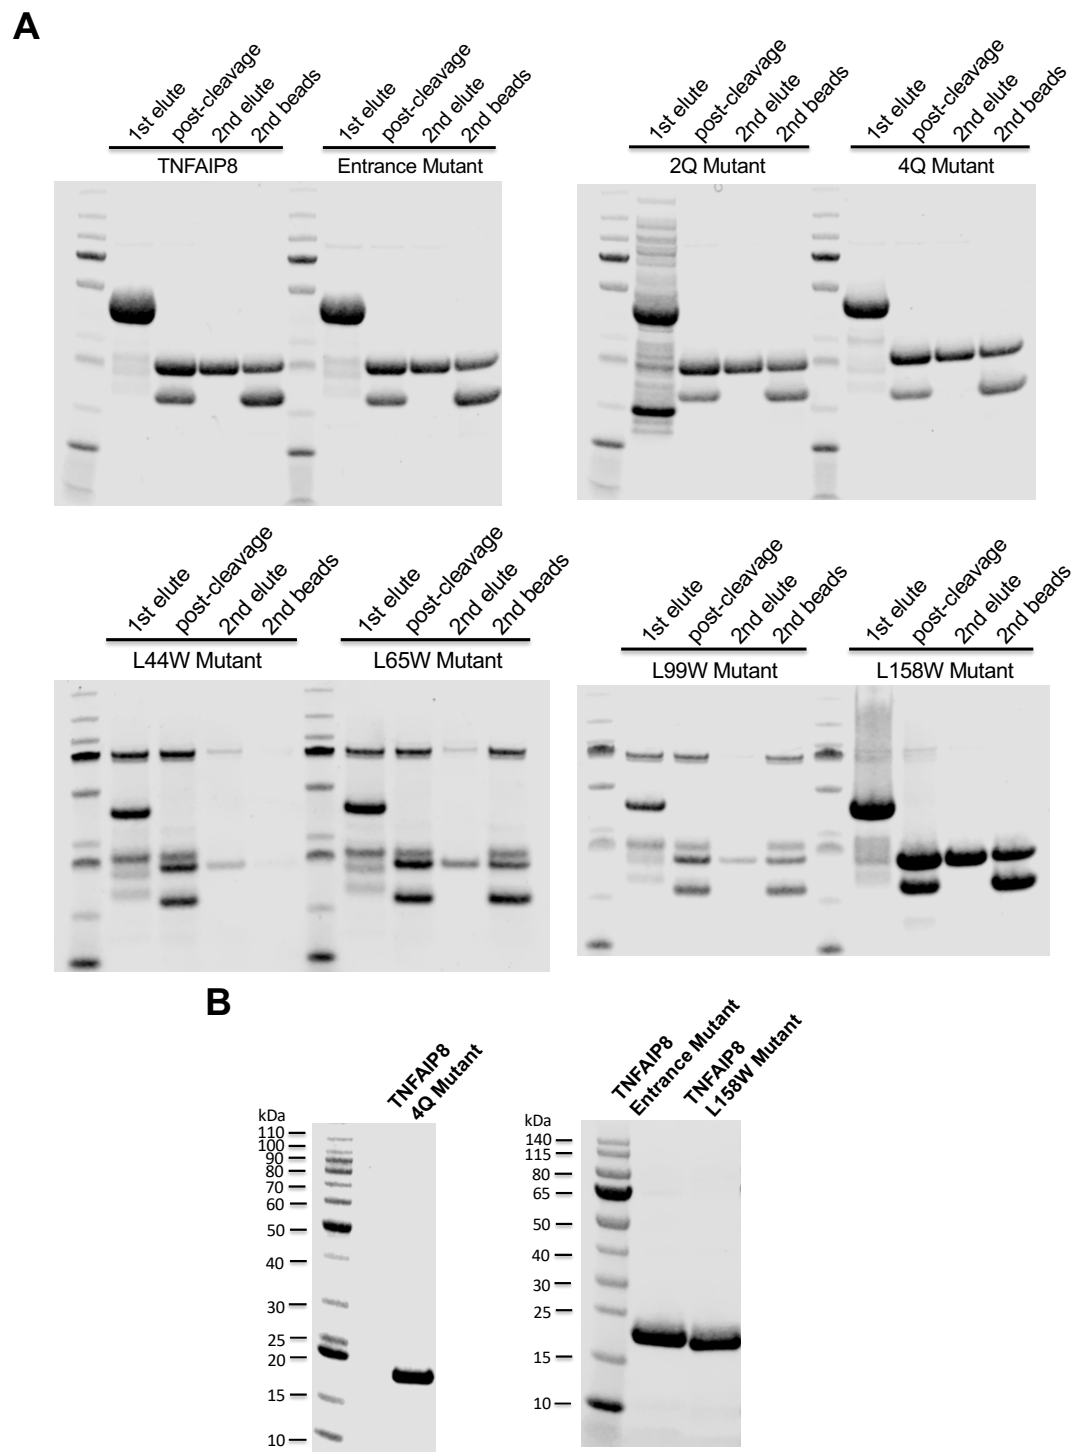 A
1st elute
post-cleavage
2nd elute
2nd beads
TNFAIP8
1st elute
post-cleavage
2nd elute
2nd beads
Entrance Mutant
1st elute
post-cleavage
2nd elute
2nd beads
2Q Mutant
1st elute
post-cleavage
2nd elute
2nd beads
4Q Mutant
1st elute
post-cleavage
2nd elute
2nd beads
L44W Mutant
1st elute
post-cleavage
2nd elute
2nd beads
L65W Mutant
1st elute
post-cleavage
2nd elute
2nd beads
L99W Mutant
1st elute
post-cleavage
2nd elute
2nd beads
L158W Mutant
B
TNFAIP8
4Q Mutant
kDa
110
100
90
80
70
60
50
40
30
25
20
15
10
TNFAIP8
Entrance Mutant
TNFAIP8
L158W Mutant
kDa
140
115
80
65
50
40
30
25
15
10